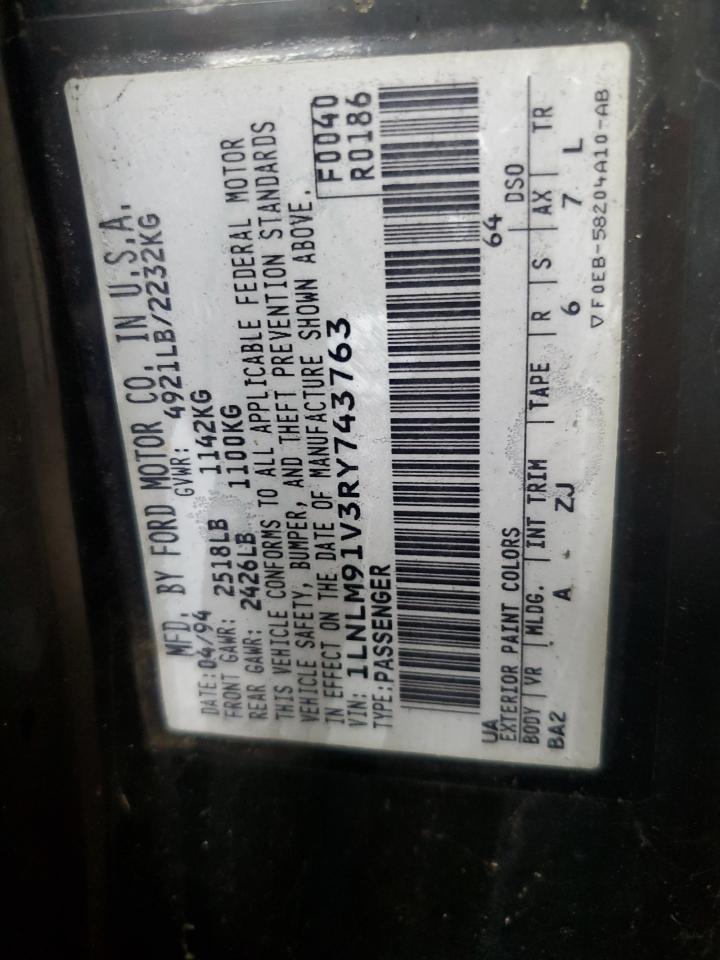 MFD. BY FORD MOTOR CO. IN U.S.A.
DATE: 04/94 GVWR: 4921LB/2232KG
FRONT GAWR: 2518LB 1142KG
REAR GAWR: 2426LB 1100KG
THIS VEHICLE CONFORMS TO ALL APPLICABLE FEDERAL MOTOR
VEHICLE SAFETY, BUMPER, AND THEFT PREVENTION STANDARDS
IN EFFECT ON THE DATE OF MANUFACTURE SHOWN ABOVE.
VIN: 1LNLM91V3RY743763
TYPE: PASSENGER
F0040
R0186
UA 64
EXTERIOR PAINT COLORS DSO
BODY VR MLDG. INT TRIM TAPE R S AX TR
BA2 A ZJ 6 7 L
▽F0EB-58204A10-AB